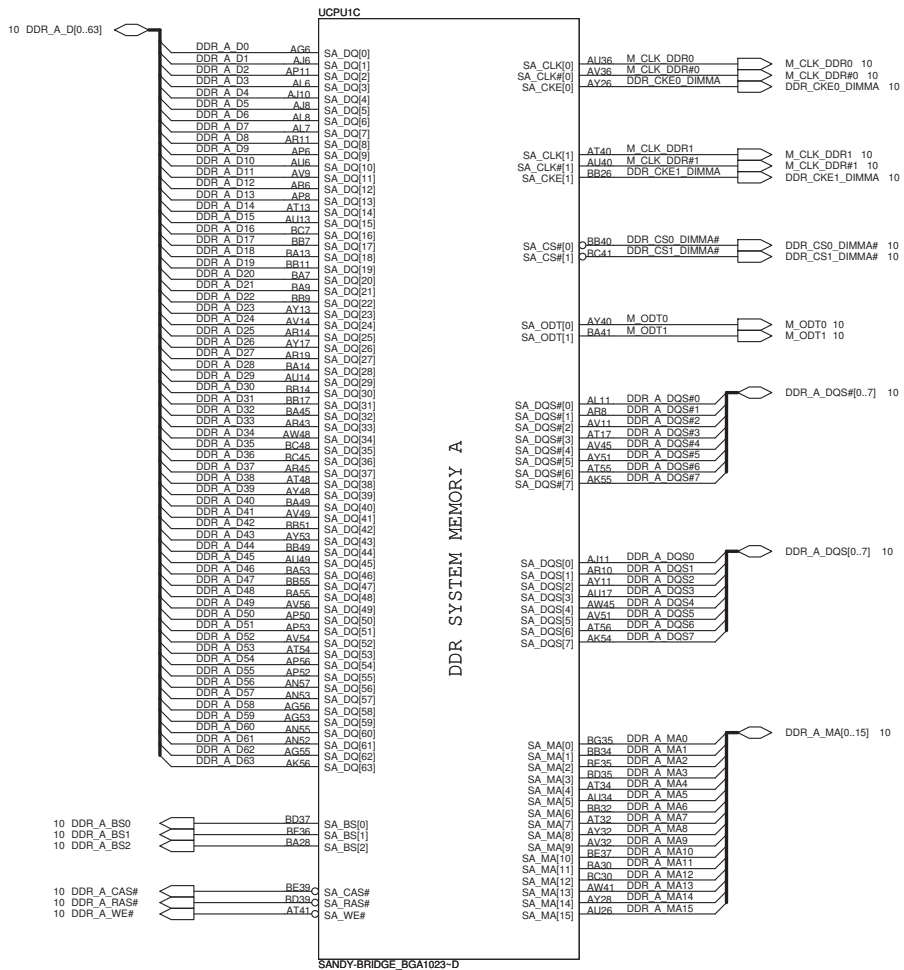 UCPU1C
10 DDR_A_D[0..63]
DDR_A_D0 AG6 SA_DQ[0]
DDR_A_D1 AJ6 SA_DQ[1]
DDR_A_D2 AP11 SA_DQ[2]
DDR_A_D3 AL6 SA_DQ[3]
DDR_A_D4 AJ10 SA_DQ[4]
DDR_A_D5 AJ8 SA_DQ[5]
DDR_A_D6 AL8 SA_DQ[6]
DDR_A_D7 AL7 SA_DQ[7]
DDR_A_D8 AR11 SA_DQ[8]
DDR_A_D9 AP6 SA_DQ[9]
DDR_A_D10 AU6 SA_DQ[10]
DDR_A_D11 AV9 SA_DQ[11]
DDR_A_D12 AR6 SA_DQ[12]
DDR_A_D13 AP8 SA_DQ[13]
DDR_A_D14 AT13 SA_DQ[14]
DDR_A_D15 AU13 SA_DQ[15]
DDR_A_D16 BC7 SA_DQ[16]
DDR_A_D17 BB7 SA_DQ[17]
DDR_A_D18 BA13 SA_DQ[18]
DDR_A_D19 BB11 SA_DQ[19]
DDR_A_D20 BA7 SA_DQ[20]
DDR_A_D21 BA9 SA_DQ[21]
DDR_A_D22 BB9 SA_DQ[22]
DDR_A_D23 AY13 SA_DQ[23]
DDR_A_D24 AV14 SA_DQ[24]
DDR_A_D25 AR14 SA_DQ[25]
DDR_A_D26 AY17 SA_DQ[26]
DDR_A_D27 AR19 SA_DQ[27]
DDR_A_D28 BA14 SA_DQ[28]
DDR_A_D29 AU14 SA_DQ[29]
DDR_A_D30 BB14 SA_DQ[30]
DDR_A_D31 BB17 SA_DQ[31]
DDR_A_D32 BA45 SA_DQ[32]
DDR_A_D33 AR43 SA_DQ[33]
DDR_A_D34 AW48 SA_DQ[34]
DDR_A_D35 BC48 SA_DQ[35]
DDR_A_D36 BC45 SA_DQ[36]
DDR_A_D37 AR45 SA_DQ[37]
DDR_A_D38 AT48 SA_DQ[38]
DDR_A_D39 AY48 SA_DQ[39]
DDR_A_D40 BA49 SA_DQ[40]
DDR_A_D41 AV49 SA_DQ[41]
DDR_A_D42 BB51 SA_DQ[42]
DDR_A_D43 AY53 SA_DQ[43]
DDR_A_D44 BB49 SA_DQ[44]
DDR_A_D45 AU49 SA_DQ[45]
DDR_A_D46 BA53 SA_DQ[46]
DDR_A_D47 BB55 SA_DQ[47]
DDR_A_D48 BA55 SA_DQ[48]
DDR_A_D49 AV56 SA_DQ[49]
DDR_A_D50 AP50 SA_DQ[50]
DDR_A_D51 AP53 SA_DQ[51]
DDR_A_D52 AV54 SA_DQ[52]
DDR_A_D53 AT54 SA_DQ[53]
DDR_A_D54 AP56 SA_DQ[54]
DDR_A_D55 AP52 SA_DQ[55]
DDR_A_D56 AN57 SA_DQ[56]
DDR_A_D57 AN53 SA_DQ[57]
DDR_A_D58 AG56 SA_DQ[58]
DDR_A_D59 AG53 SA_DQ[59]
DDR_A_D60 AN55 SA_DQ[60]
DDR_A_D61 AN52 SA_DQ[61]
DDR_A_D62 AG55 SA_DQ[62]
DDR_A_D63 AK56 SA_DQ[63]
10 DDR_A_BS0 BD37 SA_BS[0]
10 DDR_A_BS1 BE36 SA_BS[1]
10 DDR_A_BS2 BA28 SA_BS[2]
10 DDR_A_CAS# BE39 SA_CAS#
10 DDR_A_RAS# BD39 SA_RAS#
10 DDR_A_WE# AT41 SA_WE#
DDR SYSTEM MEMORY A
SA_CLK[0] AU36 M_CLK_DDR0 M_CLK_DDR0 10
SA_CLK#[0] AV36 M_CLK_DDR#0 M_CLK_DDR#0 10
SA_CKE[0] AY26 DDR_CKE0_DIMMA DDR_CKE0_DIMMA 10
SA_CLK[1] AT40 M_CLK_DDR1 M_CLK_DDR1 10
SA_CLK#[1] AU40 M_CLK_DDR#1 M_CLK_DDR#1 10
SA_CKE[1] BB26 DDR_CKE1_DIMMA DDR_CKE1_DIMMA 10
SA_CS#[0] BB40 DDR_CS0_DIMMA# DDR_CS0_DIMMA# 10
SA_CS#[1] BC41 DDR_CS1_DIMMA# DDR_CS1_DIMMA# 10
SA_ODT[0] AY40 M_ODT0 M_ODT0 10
SA_ODT[1] BA41 M_ODT1 M_ODT1 10
DDR_A_DQS#[0..7] 10
SA_DQS#[0] AL11 DDR_A_DQS#0
SA_DQS#[1] AR8 DDR_A_DQS#1
SA_DQS#[2] AV11 DDR_A_DQS#2
SA_DQS#[3] AT17 DDR_A_DQS#3
SA_DQS#[4] AV45 DDR_A_DQS#4
SA_DQS#[5] AY51 DDR_A_DQS#5
SA_DQS#[6] AT55 DDR_A_DQS#6
SA_DQS#[7] AK55 DDR_A_DQS#7
DDR_A_DQS[0..7] 10
SA_DQS[0] AJ11 DDR_A_DQS0
SA_DQS[1] AR10 DDR_A_DQS1
SA_DQS[2] AY11 DDR_A_DQS2
SA_DQS[3] AU17 DDR_A_DQS3
SA_DQS[4] AW45 DDR_A_DQS4
SA_DQS[5] AV51 DDR_A_DQS5
SA_DQS[6] AT56 DDR_A_DQS6
SA_DQS[7] AK54 DDR_A_DQS7
DDR_A_MA[0..15] 10
SA_MA[0] BG35 DDR_A_MA0
SA_MA[1] BB34 DDR_A_MA1
SA_MA[2] BE35 DDR_A_MA2
SA_MA[3] BD35 DDR_A_MA3
SA_MA[4] AT34 DDR_A_MA4
SA_MA[5] AU34 DDR_A_MA5
SA_MA[6] BB32 DDR_A_MA6
SA_MA[7] AT32 DDR_A_MA7
SA_MA[8] AY32 DDR_A_MA8
SA_MA[9] AV32 DDR_A_MA9
SA_MA[10] BE37 DDR_A_MA10
SA_MA[11] BA30 DDR_A_MA11
SA_MA[12] BC30 DDR_A_MA12
SA_MA[13] AW41 DDR_A_MA13
SA_MA[14] AY28 DDR_A_MA14
SA_MA[15] AU26 DDR_A_MA15
SANDY-BRIDGE_BGA1023~D